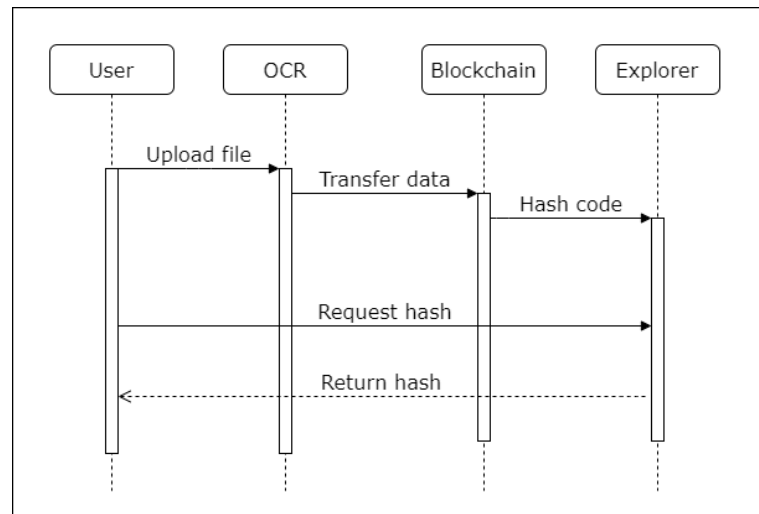 User
OCR
Blockchain
Explorer
Upload file
Transfer data
Hash code
Request hash
Return hash